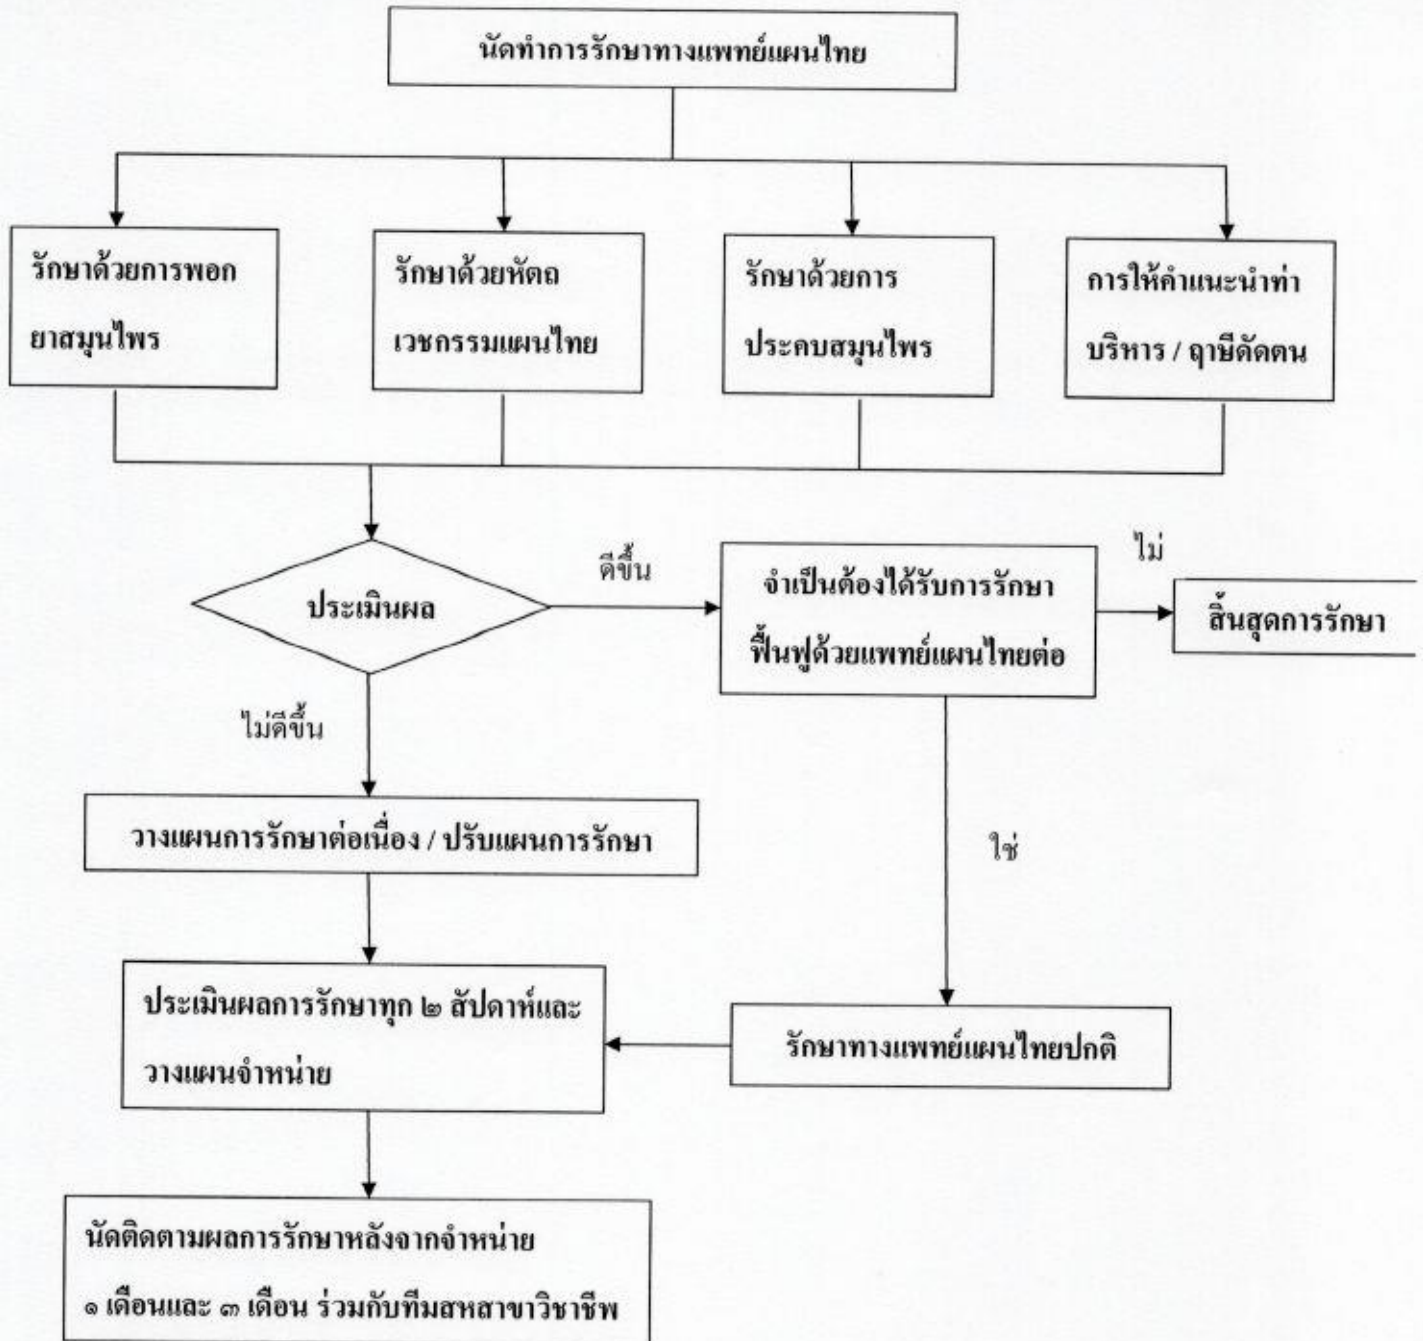 นัดทำการรักษาทางแพทย์แผนไทย
รักษาด้วยการพอก
ยาสมุนไพร
รักษาด้วยหัตถ
เวชกรรมแผนไทย
รักษาด้วยการ
ประคบสมุนไพร
การให้คำแนะนำท่า
บริหาร / ฤาษีดัดตน
ประเมินผล
ดีขึ้น
จำเป็นต้องได้รับการรักษา
ฟื้นฟูด้วยแพทย์แผนไทยต่อ
ไม่
สิ้นสุดการรักษา
ไม่ดีขึ้น
วางแผนการรักษาต่อเนื่อง / ปรับแผนการรักษา
ใช่
ประเมินผลการรักษาทุก ๒ สัปดาห์และ
วางแผนจำหน่าย
รักษาทางแพทย์แผนไทยปกติ
นัดติดตามผลการรักษาหลังจากจำหน่าย
๑ เดือนและ ๓ เดือน ร่วมกับทีมสหสาขาวิชาชีพ